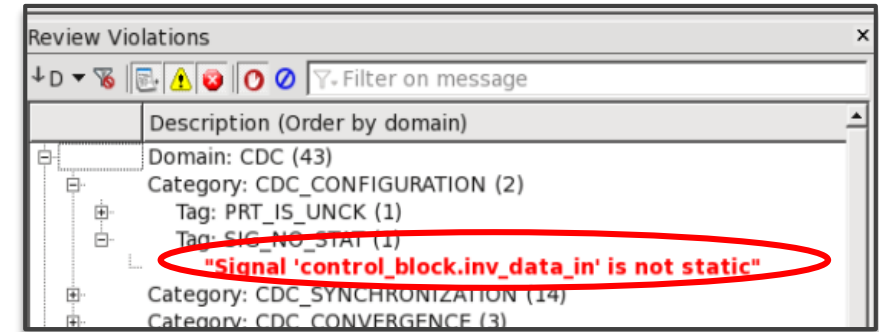 Review Violations x
D Filter on message
Description (Order by domain)
Domain: CDC (43)
Category: CDC_CONFIGURATION (2)
Tag: PRT_IS_UNCK (1)
Tag: SIG_NO_STAT (1)
"Signal 'control_block.inv_data_in' is not static"
Category: CDC_SYNCHRONIZATION (14)
Category: CDC_CONVERGENCE (3)